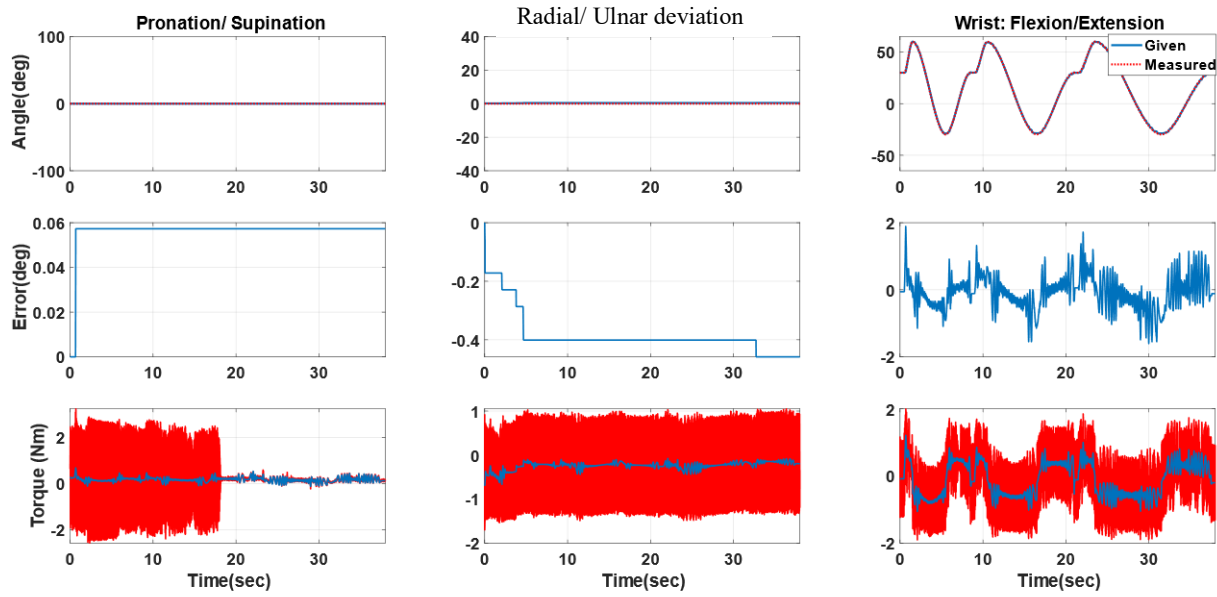 Pronation/ Supination
Radial/ Ulnar deviation
Wrist: Flexion/Extension
Angle(deg)
100
0
-100
0 10 20 30
40
20
0
-20
-40
0 10 20 30
50
0
-50
0 10 20 30
Given
Measured
Error(deg)
0.06
0.04
0.02
0
0 10 20 30
0
-0.2
-0.4
0 10 20 30
2
0
-2
0 10 20 30
Torque (Nm)
2
0
-2
0 10 20 30
Time(sec)
1
0
-1
-2
0 10 20 30
Time(sec)
2
0
-2
0 10 20 30
Time(sec)